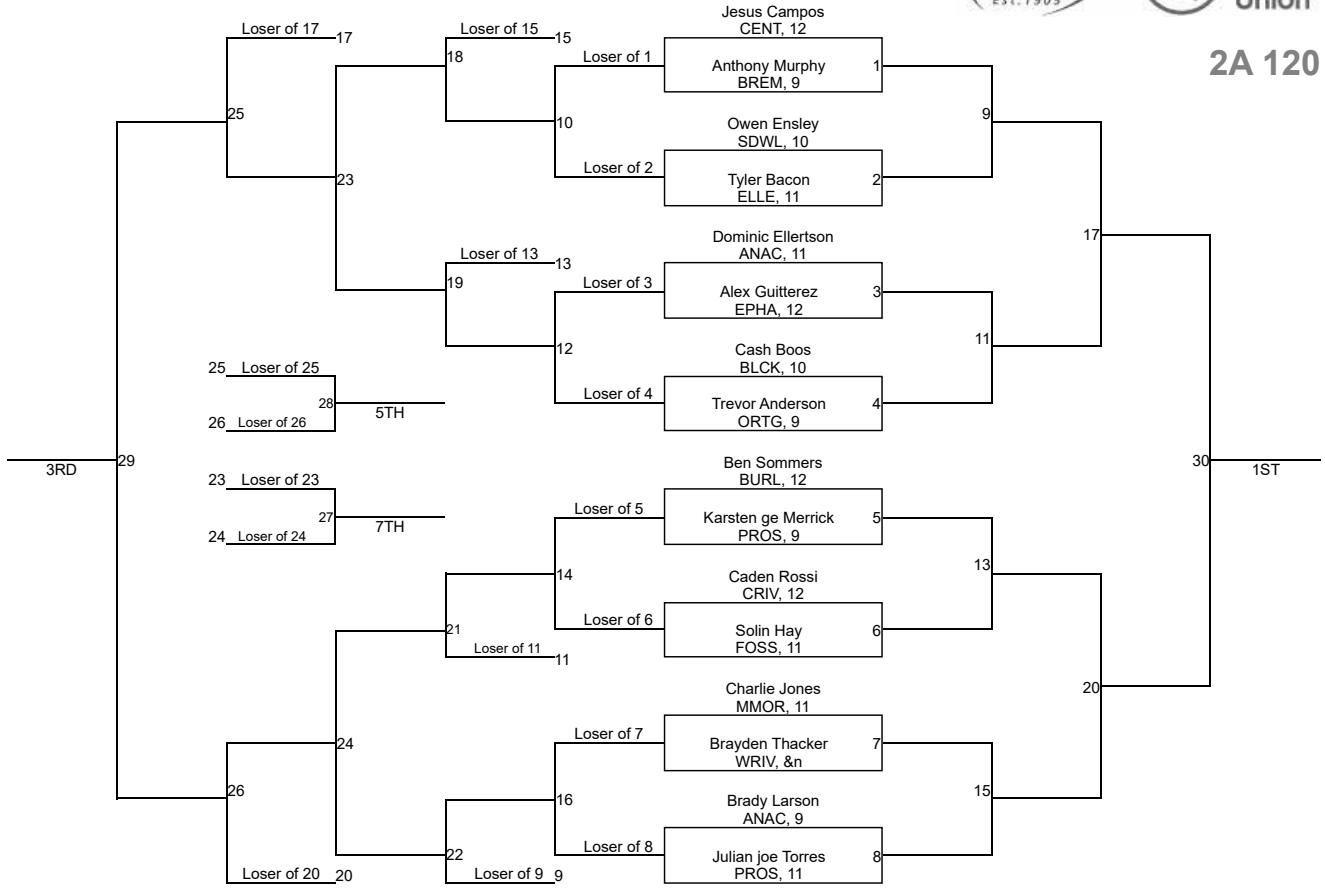 EST. 1905
Union
2A 120
Jesus Campos
CENT, 12
Loser of 17 17
Loser of 15 15
18
Loser of 1
Anthony Murphy 1
BREM, 9
25
10
9
Owen Ensley
SDWL, 10
Loser of 2
23
Tyler Bacon 2
ELLE, 11
Dominic Ellertson
ANAC, 11
17
Loser of 13 13
19
Loser of 3
Alex Guitterez 3
EPHA, 12
12
11
Cash Boos
BLCK, 10
25 Loser of 25
28
5TH
Loser of 4
Trevor Anderson 4
ORTG, 9
26 Loser of 26
3RD
29
30
1ST
Ben Sommers
BURL, 12
23 Loser of 23
27
7TH
Loser of 5
Karsten ge Merrick 5
PROS, 9
24 Loser of 24
14
13
Caden Rossi
CRIV, 12
21
Loser of 6
Solin Hay 6
FOSS, 11
Loser of 11 11
20
Charlie Jones
MMOR, 11
24
Loser of 7
Brayden Thacker 7
WRIV, &n
26
16
15
Brady Larson
ANAC, 9
22
Loser of 8
Julian joe Torres 8
PROS, 11
Loser of 20 20
Loser of 9 9